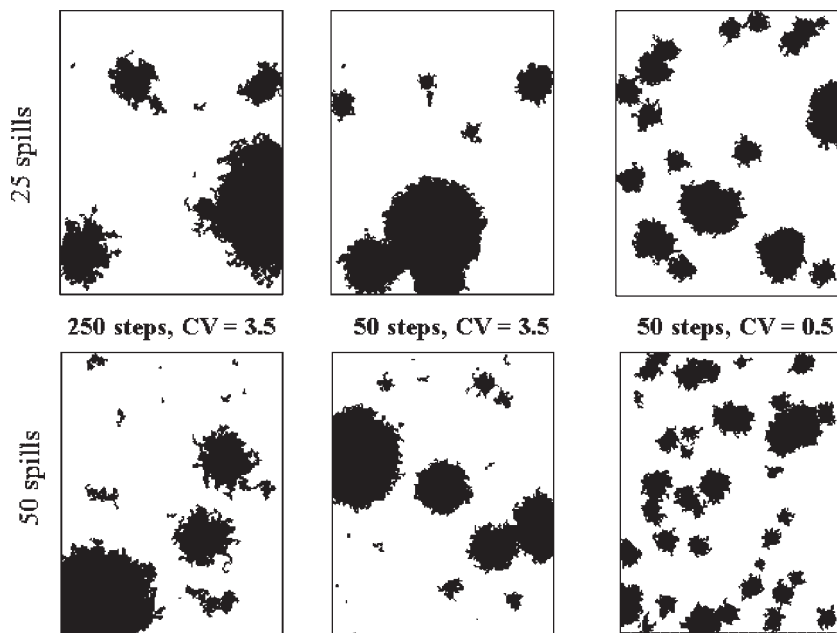 25 spills
250 steps, CV = 3.5
50 steps, CV = 3.5
50 steps, CV = 0.5
50 spills